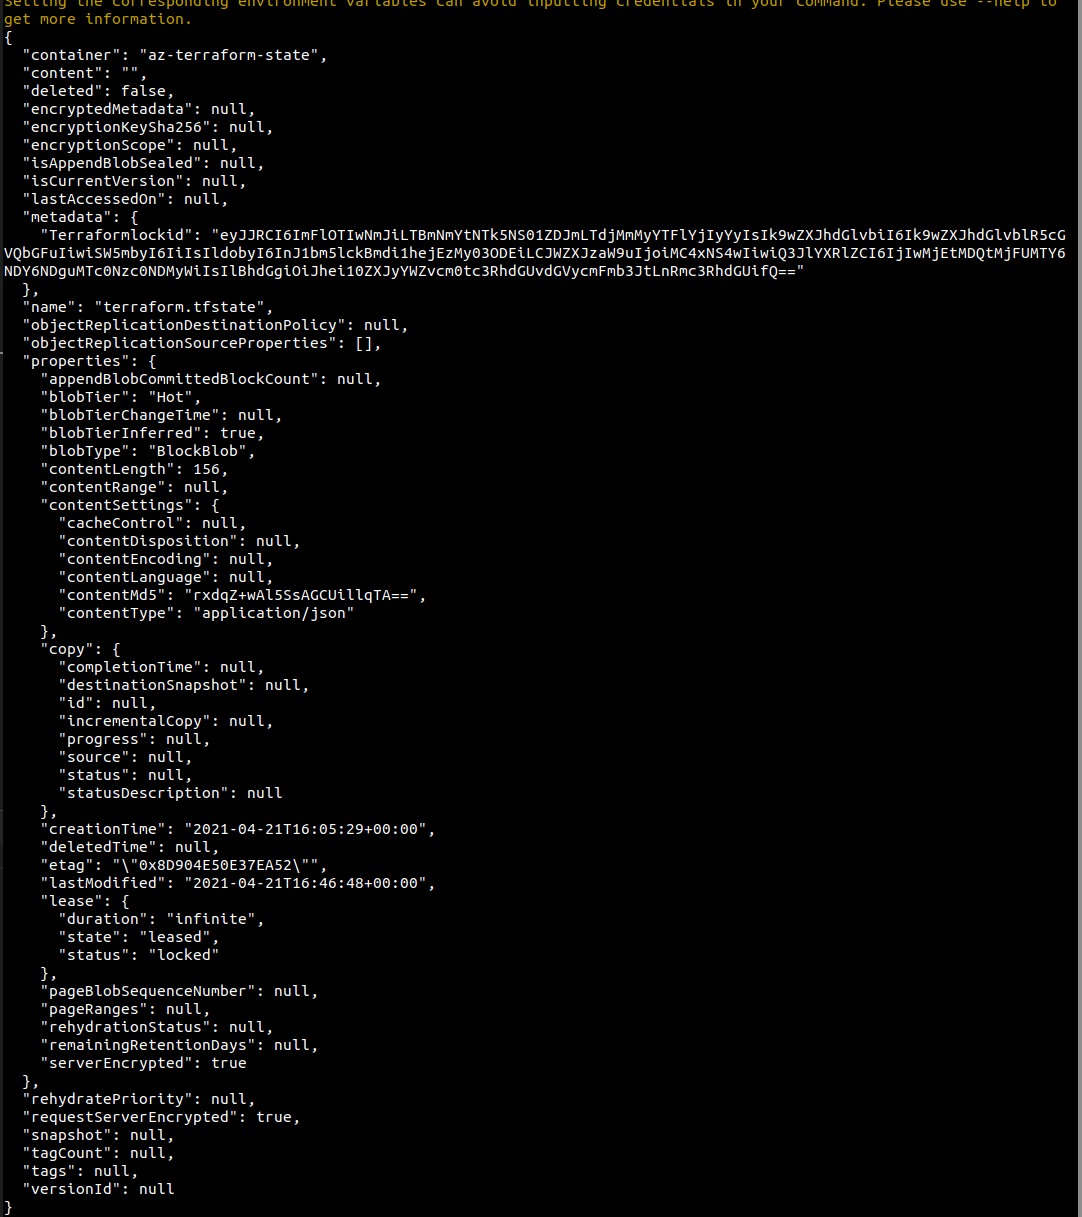 Setting the corresponding environment variables can avoid inputting credentials in your command. Please use --help to
get more information.
{
  "container": "az-terraform-state",
  "content": "",
  "deleted": false,
  "encryptedMetadata": null,
  "encryptionKeySha256": null,
  "encryptionScope": null,
  "isAppendBlobSealed": null,
  "isCurrentVersion": null,
  "lastAccessedOn": null,
  "metadata": {
    "Terraformlockid": "eyJJRCI6ImFlOTIwNmJiLTBmNmYtNTk5NS01ZDJmLTdjMmMyYTFlYjIyYyIsIk9wZXJhdGlvbiI6Ik9wZXJhdGlvblR5cG
VQbGFuIiwiSW5mbyI6IiIsIldobyI6InJ1bm5lckBmdi1hejEzMy03ODEiLCJWZXJzaW9uIjoiMC4xNS4wIiwiQ3JlYXRlZCI6IjIwMjEtMDQtMjFUMTY6
NDY6NDguMTc0Nzc0NDMyWiIsIlBhdGgiOiJhei10ZXJyYWZvcm0tc3RhdGUvdGVycmFmb3JtLnRmc3RhdGUifQ=="
  },
  "name": "terraform.tfstate",
  "objectReplicationDestinationPolicy": null,
  "objectReplicationSourceProperties": [],
  "properties": {
    "appendBlobCommittedBlockCount": null,
    "blobTier": "Hot",
    "blobTierChangeTime": null,
    "blobTierInferred": true,
    "blobType": "BlockBlob",
    "contentLength": 156,
    "contentRange": null,
    "contentSettings": {
      "cacheControl": null,
      "contentDisposition": null,
      "contentEncoding": null,
      "contentLanguage": null,
      "contentMd5": "rxdqZ+wAl5SsAGCUillqTA==",
      "contentType": "application/json"
    },
    "copy": {
      "completionTime": null,
      "destinationSnapshot": null,
      "id": null,
      "incrementalCopy": null,
      "progress": null,
      "source": null,
      "status": null,
      "statusDescription": null
    },
    "creationTime": "2021-04-21T16:05:29+00:00",
    "deletedTime": null,
    "etag": "\"0x8D904E50E37EA52\"",
    "lastModified": "2021-04-21T16:46:48+00:00",
    "lease": {
      "duration": "infinite",
      "state": "leased",
      "status": "locked"
    },
    "pageBlobSequenceNumber": null,
    "pageRanges": null,
    "rehydrationStatus": null,
    "remainingRetentionDays": null,
    "serverEncrypted": true
  },
  "rehydratePriority": null,
  "requestServerEncrypted": true,
  "snapshot": null,
  "tagCount": null,
  "tags": null,
  "versionId": null
}